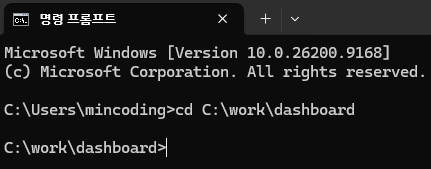 명령 프롬프트
Microsoft Windows [Version 10.0.26200.9168]
(c) Microsoft Corporation. All rights reserved.
C:\Users\mincoding>cd C:\work\dashboard
C:\work\dashboard>